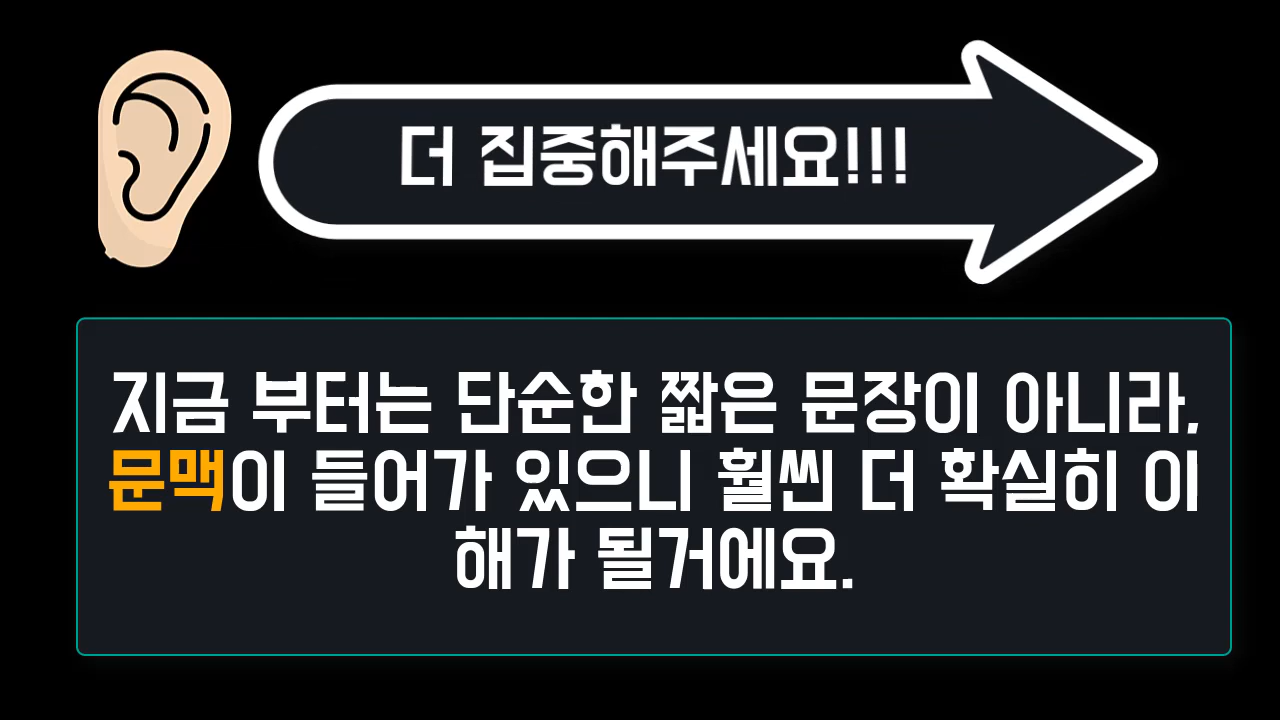 더 집중해주세요!!!
지금 부터는 단순한 짧은 문장이 아니라,
문맥이 들어가 있으니 훨씬 더 확실히 이
해가 될거에요.